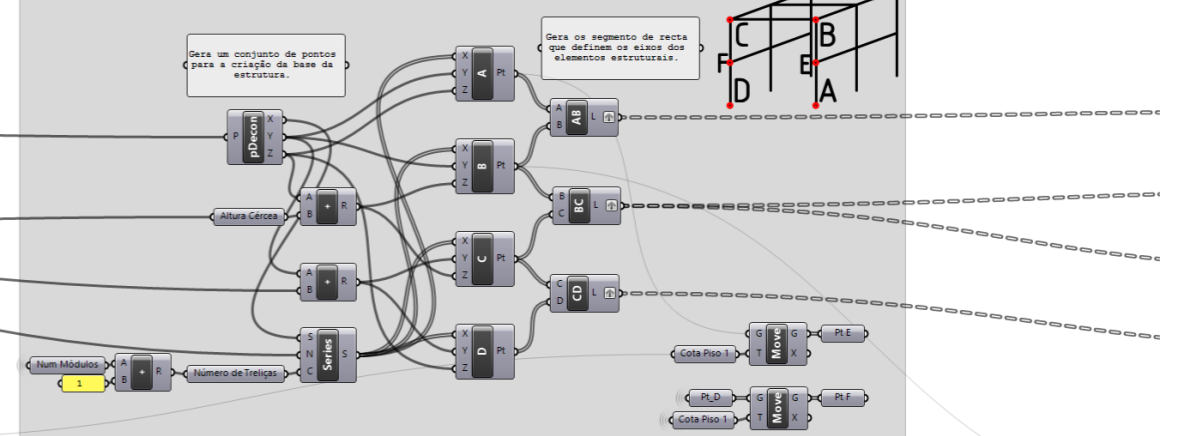 Gera um conjunto de pontos
para a criação da base da
estrutura.
Gera os segmento de recta
que definem os eixos dos
elementos estruturais.
C
B
F
E
D
A
P
pDecon
X
Y
Z
Altura Cércea
A
B
+
R
A
B
+
R
Num Módulos
1
A
B
+
R
Número de Treliças
S
N
C
Series
S
X
Y
Z
A
Pt
X
Y
Z
B
Pt
X
Y
Z
C
Pt
X
Y
Z
D
Pt
A
B
AB
L
B
C
BC
L
C
D
CD
L
Cota Piso 1
G
T
Move
G
X
Pt E
Pt_D
Cota Piso 1
G
T
Move
G
X
Pt F